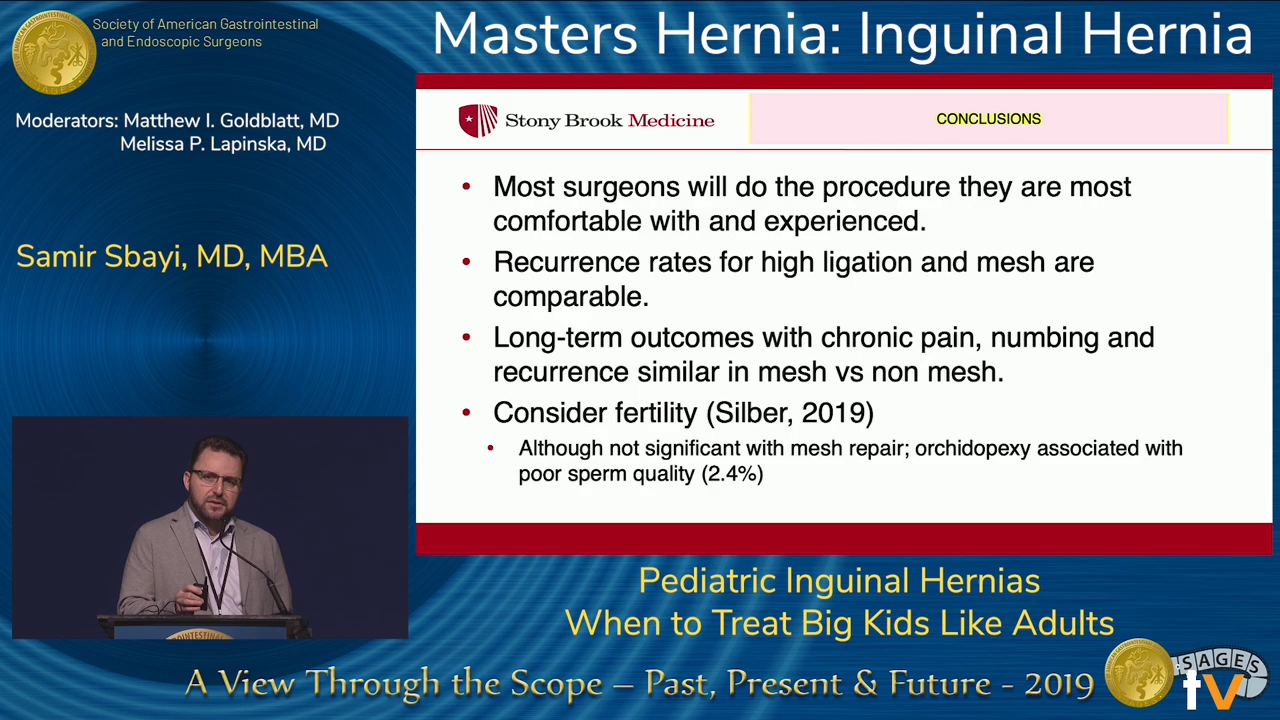 Society of American Gastrointestinal
and Endoscopic Surgeons
Masters Hernia: Inguinal Hernia
Moderators: Matthew I. Goldblatt, MD
Melissa P. Lapinska, MD
Samir Sbayi, MD, MBA
Stony Brook Medicine
CONCLUSIONS
• Most surgeons will do the procedure they are most
comfortable with and experienced.
• Recurrence rates for high ligation and mesh are
comparable.
• Long-term outcomes with chronic pain, numbing and
recurrence similar in mesh vs non mesh.
• Consider fertility (Silber, 2019)
• Although not significant with mesh repair; orchidopexy associated with
poor sperm quality (2.4%)
Pediatric Inguinal Hernias
When to Treat Big Kids Like Adults
A View Through the Scope – Past, Present & Future - 2019
SAGES
tv